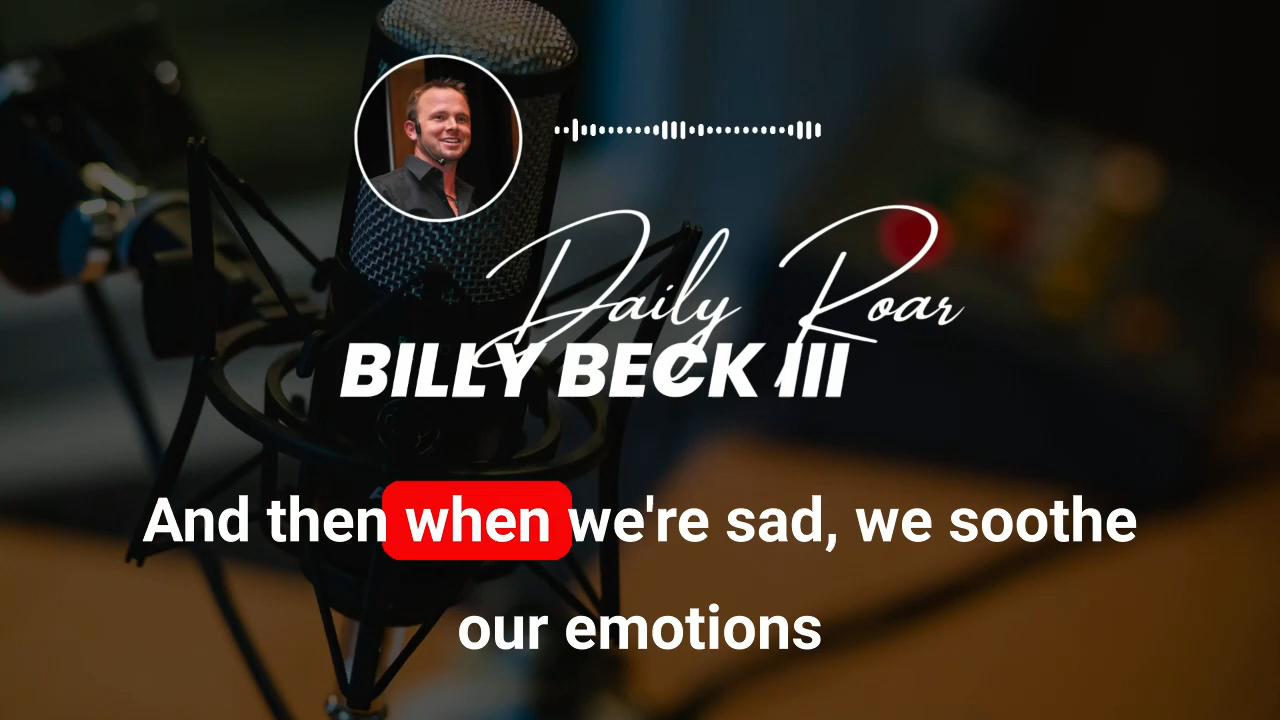 Daily Roar
BILLY BECK III
And then when we're sad, we soothe
our emotions